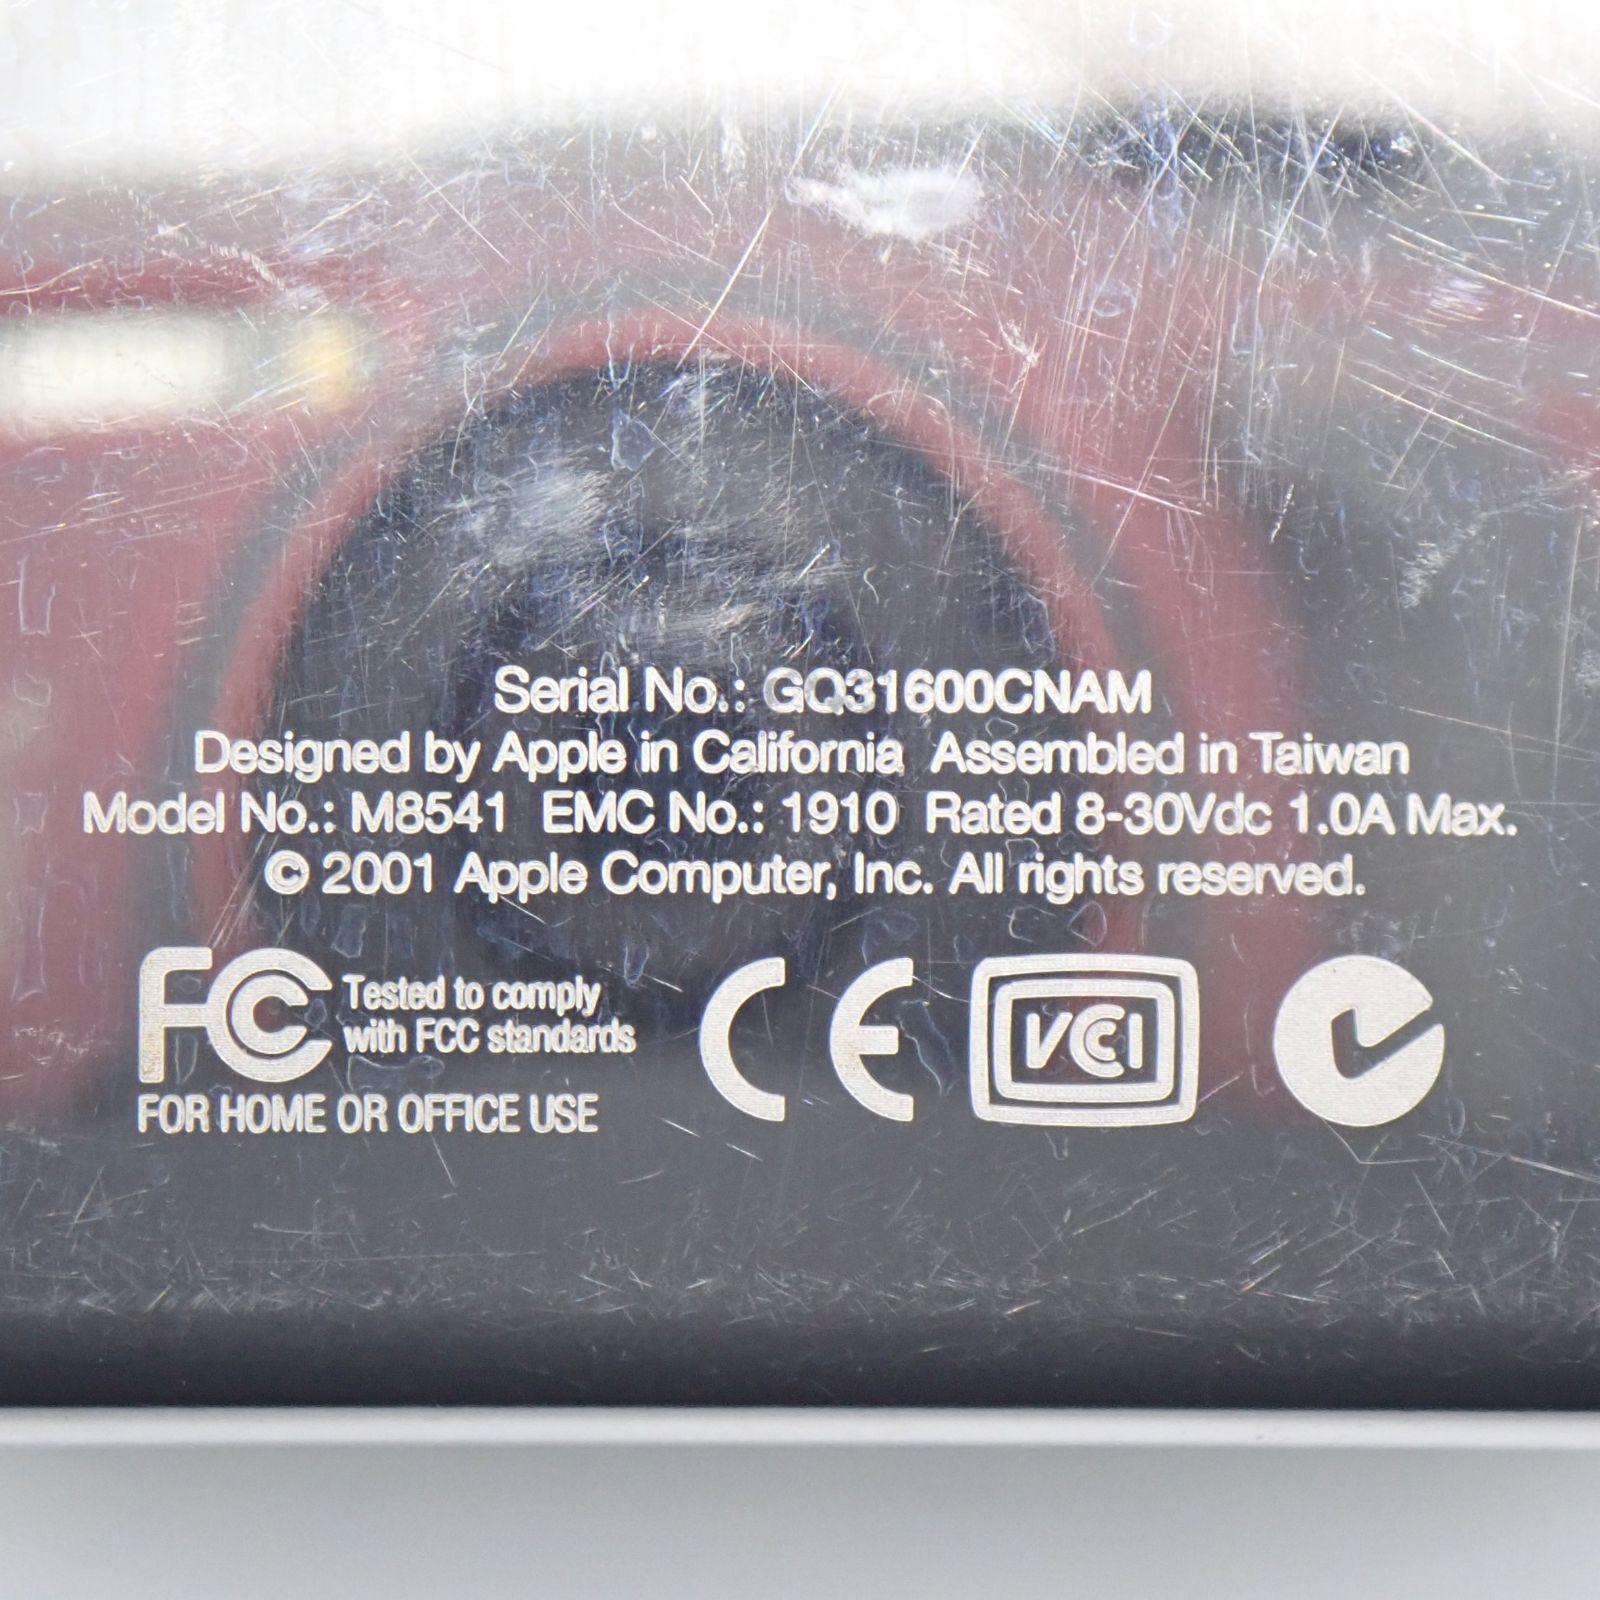 Serial No.: GQ31600CNAM
Designed by Apple in California Assembled in Taiwan
Model No.: M8541 EMC No.: 1910 Rated 8-30Vdc 1.0A Max.
© 2001 Apple Computer, Inc. All rights reserved.
FC Tested to comply
with FCC standards
FOR HOME OR OFFICE USE
CE
VCCI